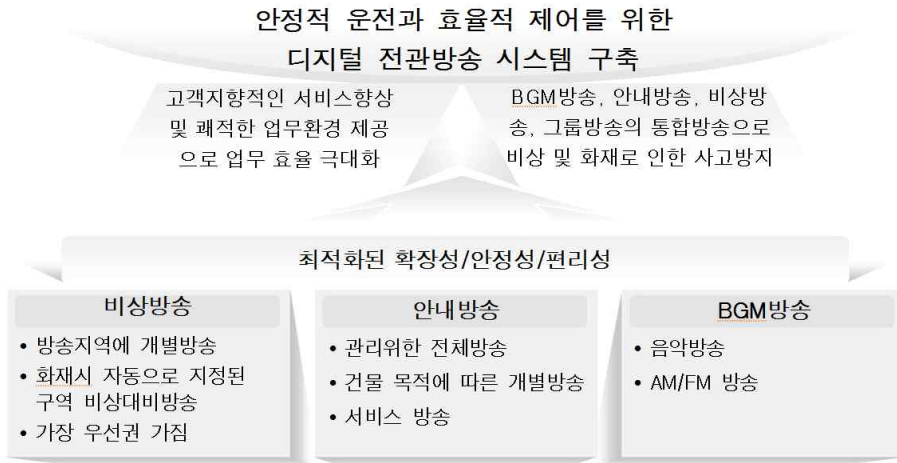 안정적 운전과 효율적 제어를 위한
디지털 전관방송 시스템 구축
고객지향적인 서비스향상
및 쾌적한 업무환경 제공
으로 업무 효율 극대화
BGM방송, 안내방송, 비상방
송, 그룹방송의 통합방송으로
비상 및 화재로 인한 사고방지
최적화된 확장성/안정성/편리성
비상방송
• 방송지역에 개별방송
• 화재시 자동으로 지정된
구역 비상대비방송
• 가장 우선권 가짐
안내방송
• 관리위한 전체방송
• 건물 목적에 따른 개별방송
• 서비스 방송
BGM방송
• 음악방송
• AM/FM 방송